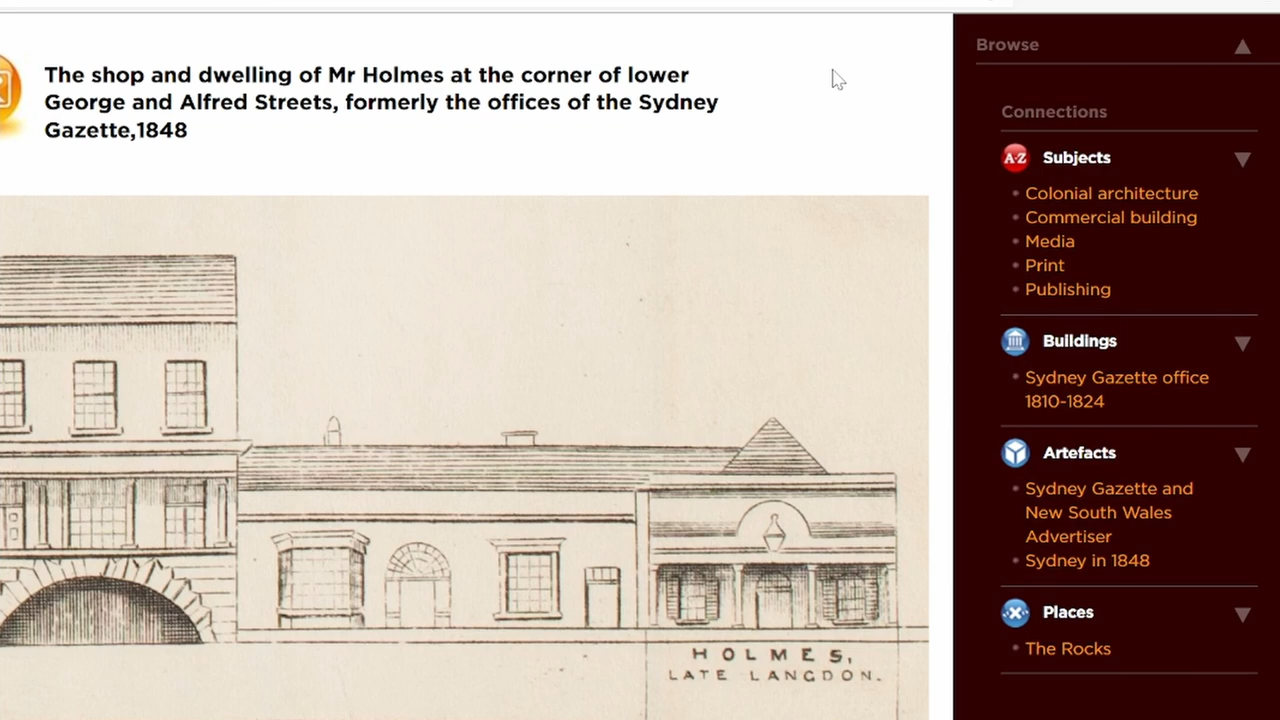 The shop and dwelling of Mr Holmes at the corner of lower
George and Alfred Streets, formerly the offices of the Sydney
Gazette,1848
HOLMES,
LATE LANGDON.
Browse
Connections
A-Z Subjects
Colonial architecture
Commercial building
Media
Print
Publishing
Buildings
Sydney Gazette office
1810-1824
Artefacts
Sydney Gazette and
New South Wales
Advertiser
Sydney in 1848
Places
The Rocks